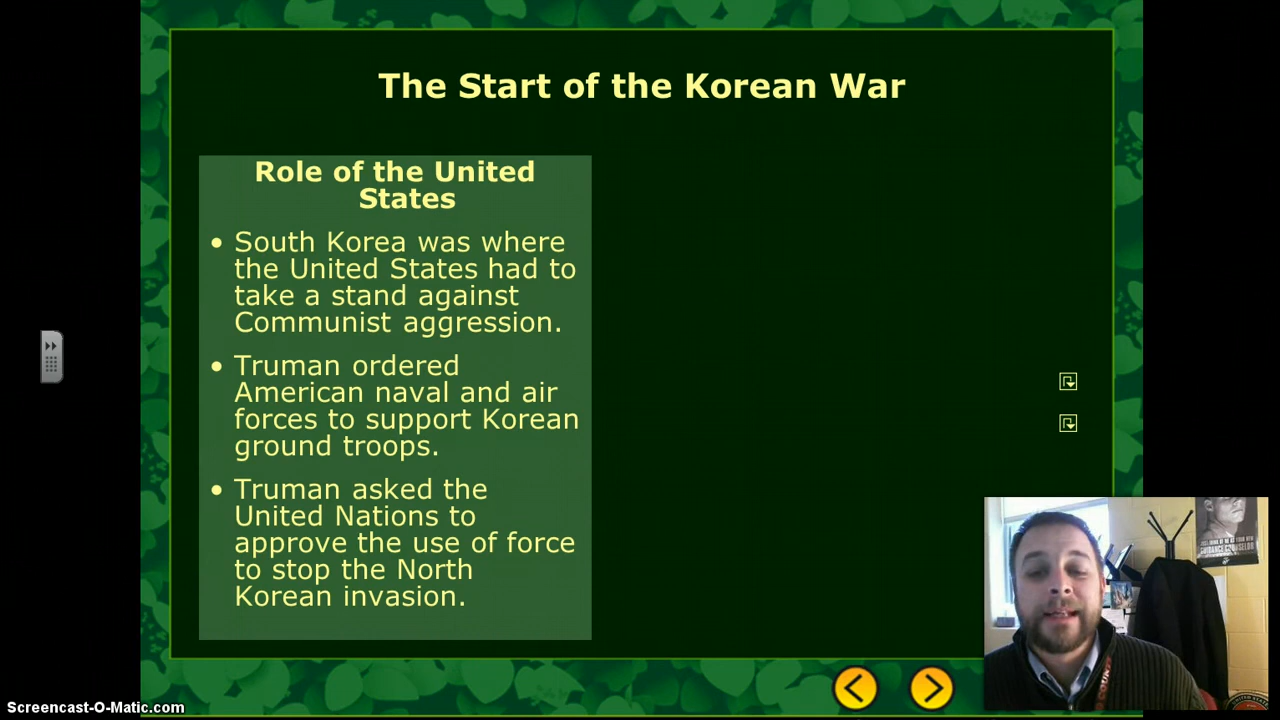 The Start of the Korean War
Role of the United
States
• South Korea was where
the United States had to
take a stand against
Communist aggression.
• Truman ordered
American naval and air
forces to support Korean
ground troops.
• Truman asked the
United Nations to
approve the use of force
to stop the North
Korean invasion.
GUIDANCE COUNSELOR
Screencast-O-Matic.com